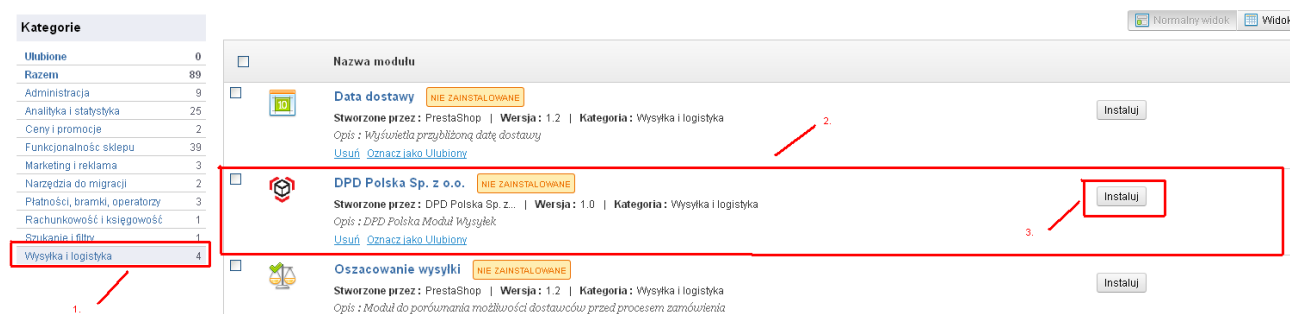 Kategorie
Normalny widok Widok
Ulubione 0
Razem 89
Administracja 9
Analityka i statystyka 25
Ceny i promocje 2
Funkcjonalnośc sklepu 39
Marketing i reklama 3
Narzędzia do migracji 2
Płatności, bramki, operatorzy 3
Rachunkowość i księgowość 1
Szukanie i filtry 1
Wysyłka i logistyka 4
1.
Nazwa modułu
10
Data dostawy NIE ZAINSTALOWANE
Stworzone przez : PrestaShop | Wersja : 1.2 | Kategoria : Wysyłka i logistyka
Opis : Wyświetla przybliżoną datę dostawy
Usuń Oznacz jako Ulubiony
Instaluj
2.
DPD Polska Sp. z o.o. NIE ZAINSTALOWANE
Stworzone przez : DPD Polska Sp. z... | Wersja : 1.0 | Kategoria : Wysyłka i logistyka
Opis : DPD Polska Moduł Wysyłek
Usuń Oznacz jako Ulubiony
Instaluj
3.
Oszacowanie wysyłki NIE ZAINSTALOWANE
Stworzone przez : PrestaShop | Wersja : 1.2 | Kategoria : Wysyłka i logistyka
Opis : Moduł do porównania możliwości dostawców przed procesem zamówienia
Instaluj